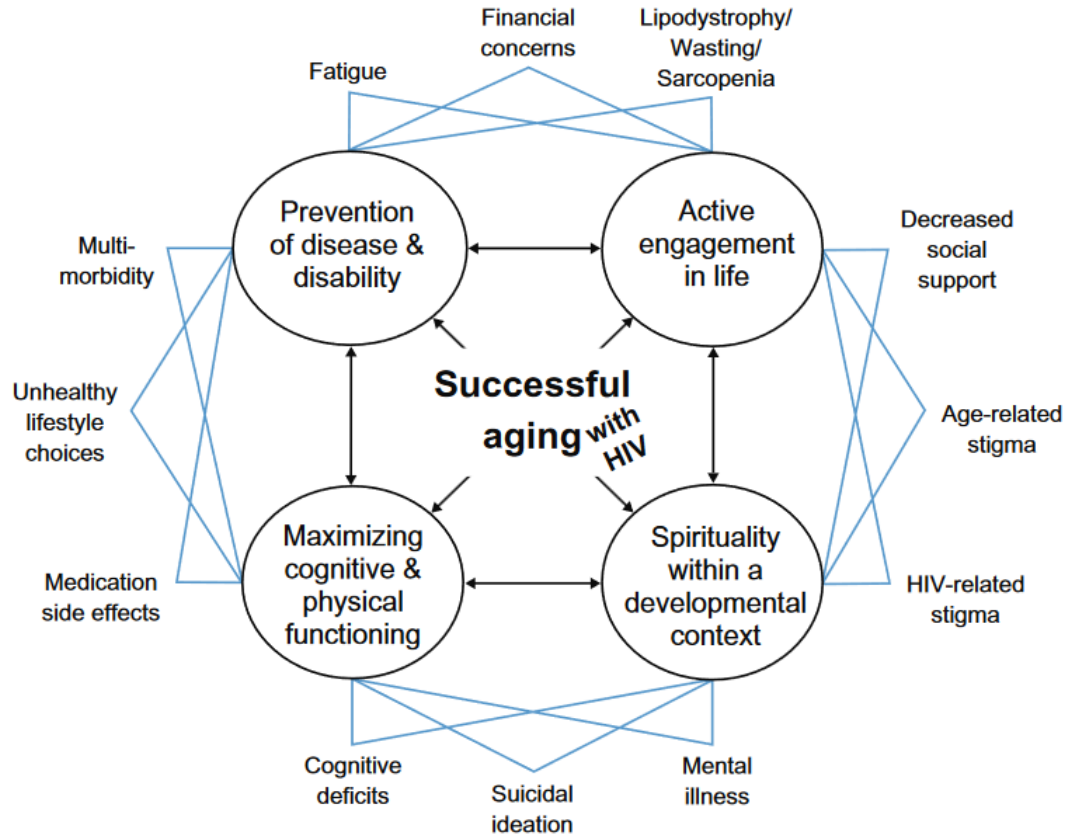 Financial
concerns
Lipodystrophy/
Wasting/
Sarcopenia
Fatigue
Prevention
of disease &
disability
Active
engagement
in life
Multi-
morbidity
Decreased
social
support
Unhealthy
lifestyle
choices
Successful
aging with
HIV
Age-related
stigma
Medication
side effects
Maximizing
cognitive &
physical
functioning
Spirituality
within a
developmental
context
HIV-related
stigma
Cognitive
deficits
Suicidal
ideation
Mental
illness